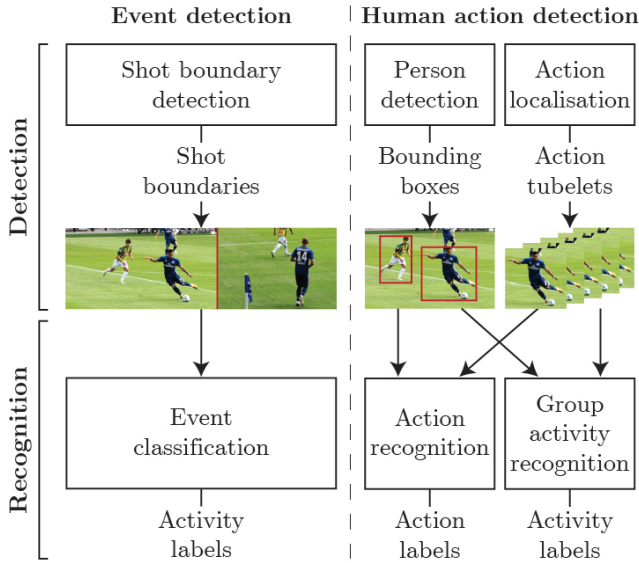 Event detection
Human action detection
Detection
Shot boundary
detection
Person
detection
Action
localisation
Shot
boundaries
Bounding
boxes
Action
tubelets
14
Recognition
Event
classification
Action
recognition
Group
activity
recognition
Activity
labels
Action
labels
Activity
labels